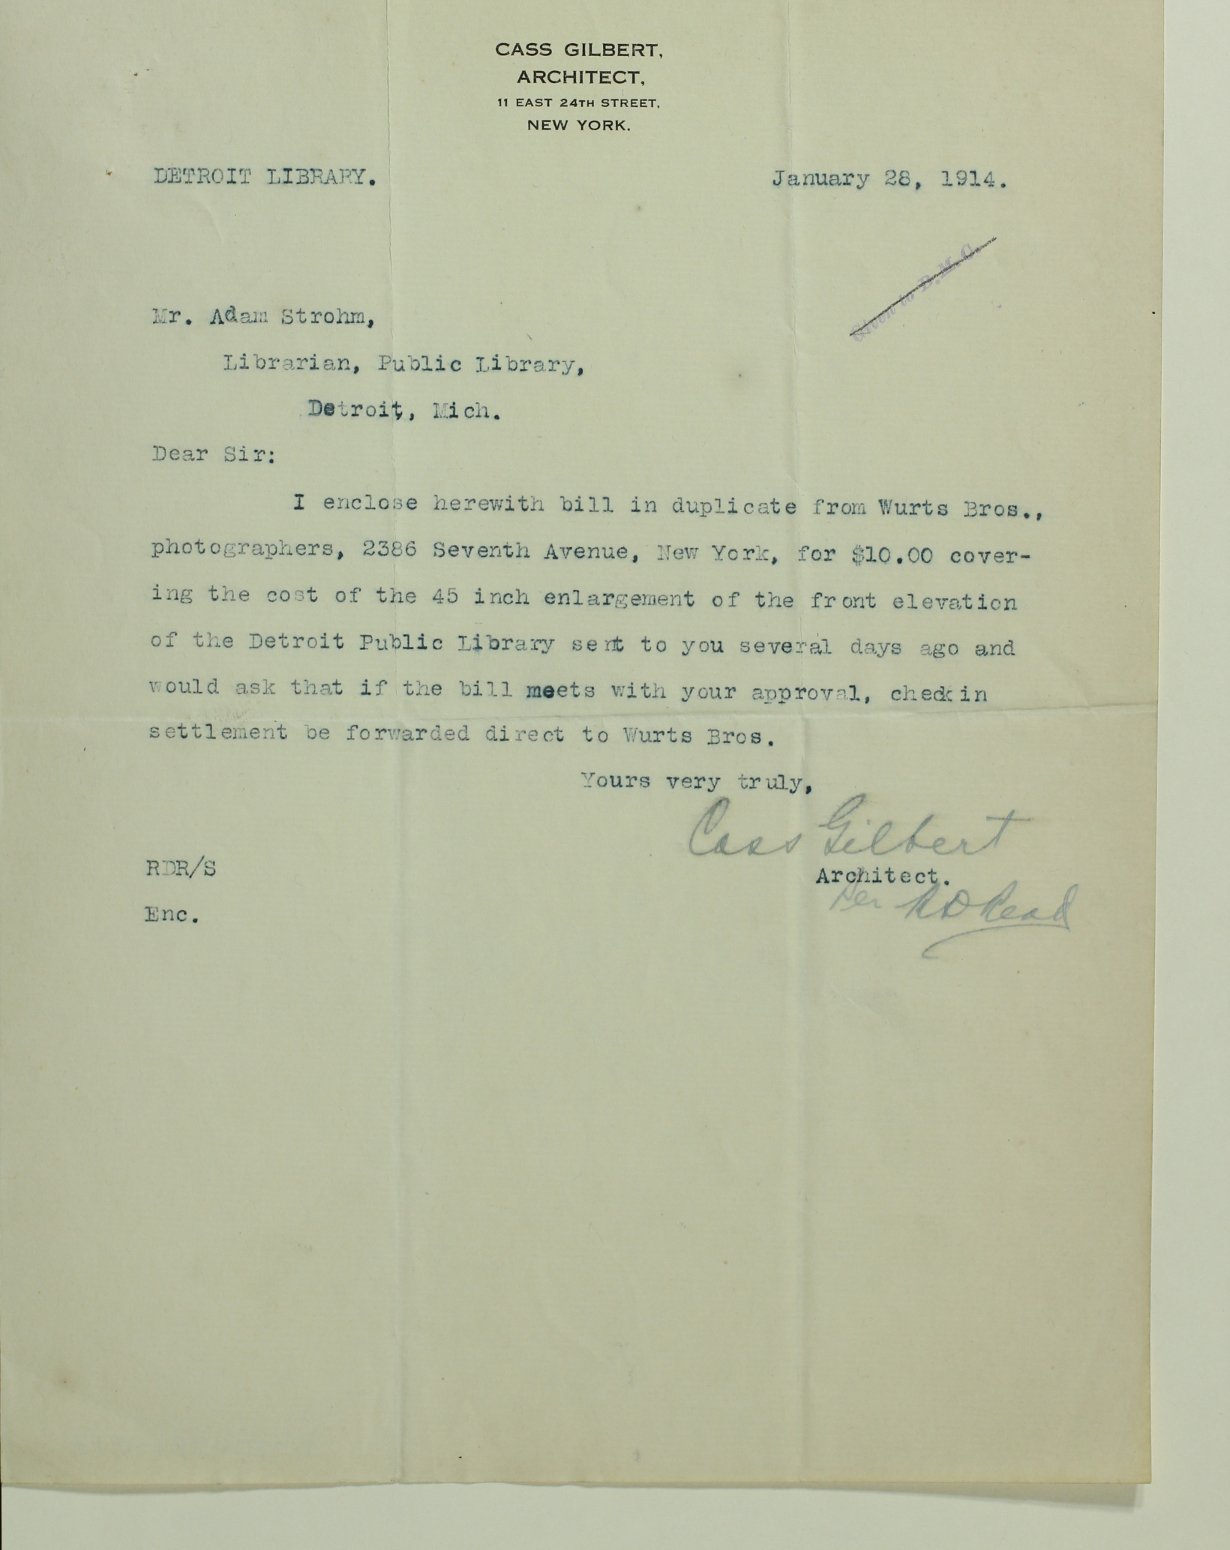 CASS GILBERT,
ARCHITECT,
11 EAST 24TH STREET,
NEW YORK.
DETROIT LIBRARY. January 28, 1914.
Given to D.M.C.
Mr. Adam Strohm,
Librarian, Public Library,
Detroit, Mich.
Dear Sir:
I enclose herewith bill in duplicate from Wurts Bros.,
photographers, 2386 Seventh Avenue, New York, for $10.00 cover-
ing the cost of the 45 inch enlargement of the front elevation
of the Detroit Public Library sent to you several days ago and
would ask that if the bill meets with your approval, check in
settlement be forwarded direct to Wurts Bros.
Yours very truly,
Cass Gilbert
RDR/S Architect.
Per R D Read
Enc.